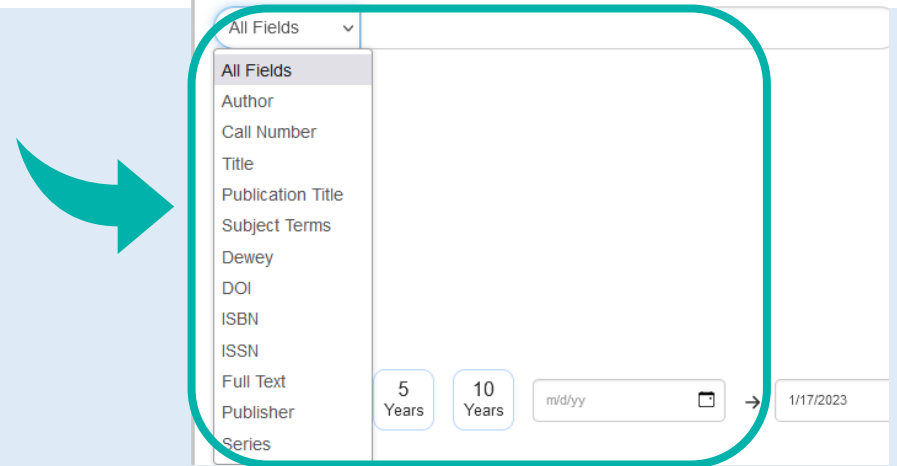 All Fields
All Fields
Author
Call Number
Title
Publication Title
Subject Terms
Dewey
DOI
ISBN
ISSN
Full Text
Publisher
Series
5
Years
10
Years
m/d/yy
1/17/2023